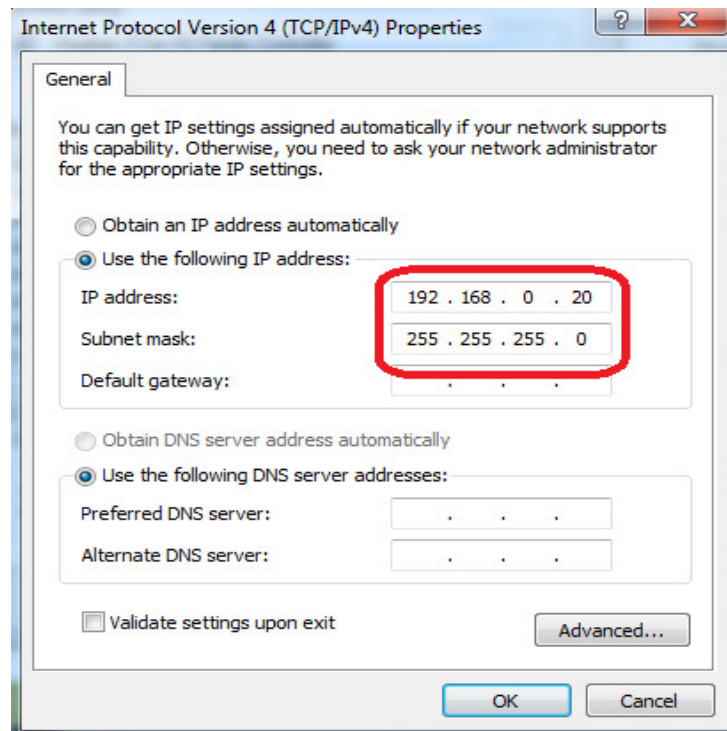 Internet Protocol Version 4 (TCP/IPv4) Properties
General
You can get IP settings assigned automatically if your network supports
this capability. Otherwise, you need to ask your network administrator
for the appropriate IP settings.
Obtain an IP address automatically
Use the following IP address:
IP address: 192 . 168 . 0 . 20
Subnet mask: 255 . 255 . 255 . 0
Default gateway: . . .
Obtain DNS server address automatically
Use the following DNS server addresses:
Preferred DNS server: . . .
Alternate DNS server: . . .
Validate settings upon exit
Advanced...
OK Cancel